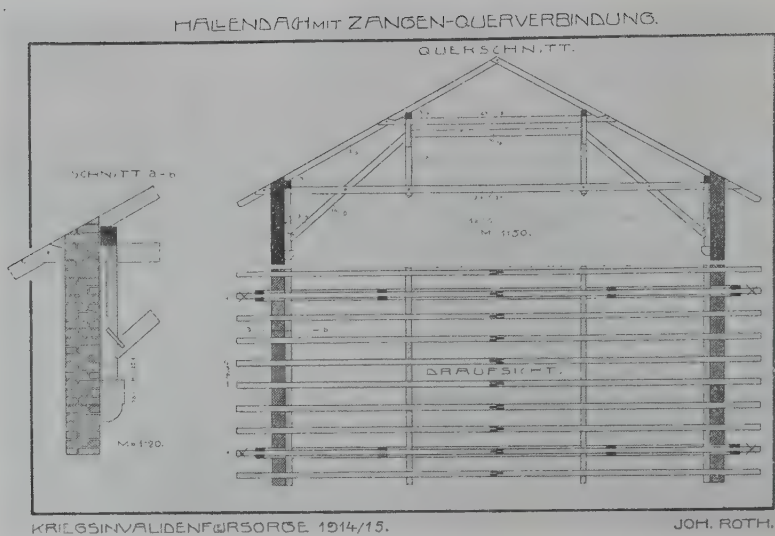 HALLENDACH MIT ZANGEN-QUERVERBINDUNG.
QUERSCHNITT.
SCHNITT a-b
M 1:50.
DRAUFSICHT.
a
b
M=1:20.
KRIEGSINVALIDENFÜRSORGE 1914/15.
JOH. ROTH.